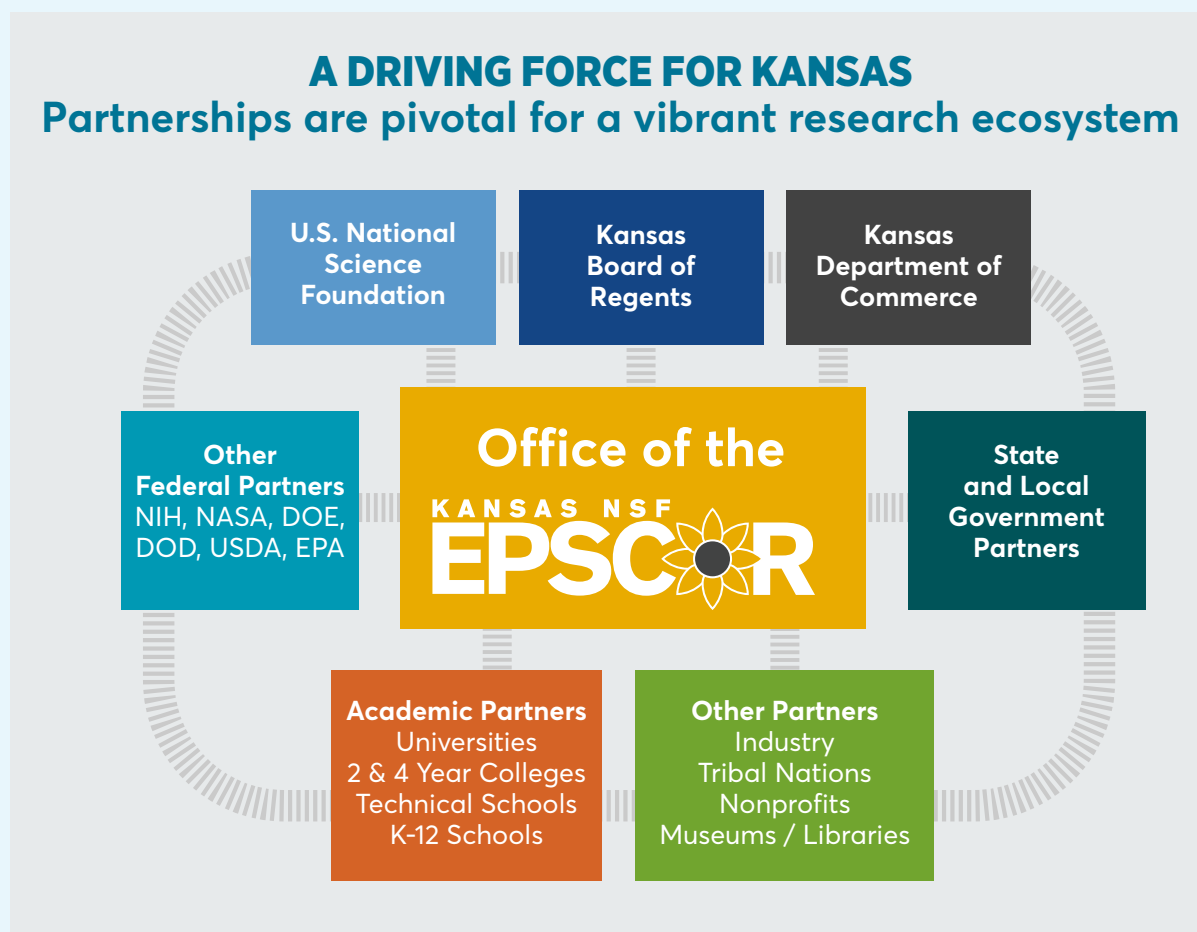 A DRIVING FORCE FOR KANSAS
Partnerships are pivotal for a vibrant research ecosystem
U.S. National
Science
Foundation
Kansas
Board of
Regents
Kansas
Department of
Commerce
Other
Federal Partners
NIH, NASA, DOE,
DOD, USDA, EPA
Office of the
KANSAS NSF
EPSCOR
State
and Local
Government
Partners
Academic Partners
Universities
2 & 4 Year Colleges
Technical Schools
K-12 Schools
Other Partners
Industry
Tribal Nations
Nonprofits
Museums / Libraries